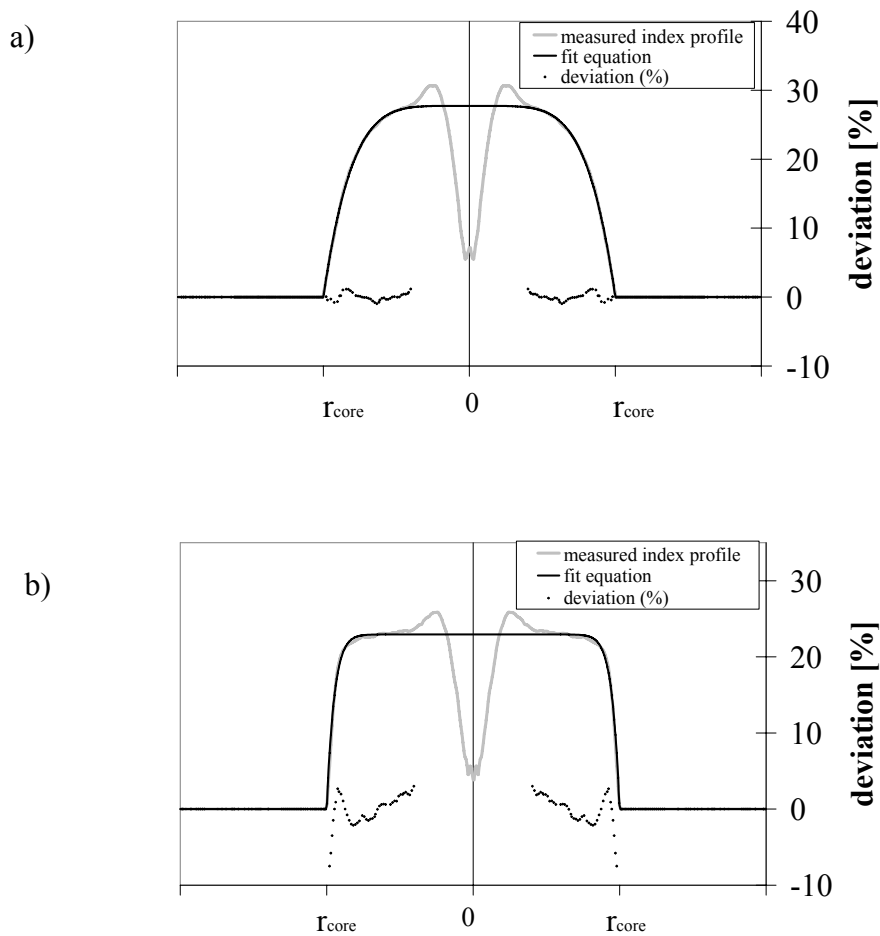 a)
measured index profile
fit equation
deviation (%)
40
30
20
10
0
-10
deviation [%]
rcore
0
rcore
b)
measured index profile
fit equation
deviation (%)
30
20
10
0
-10
deviation [%]
rcore
0
rcore